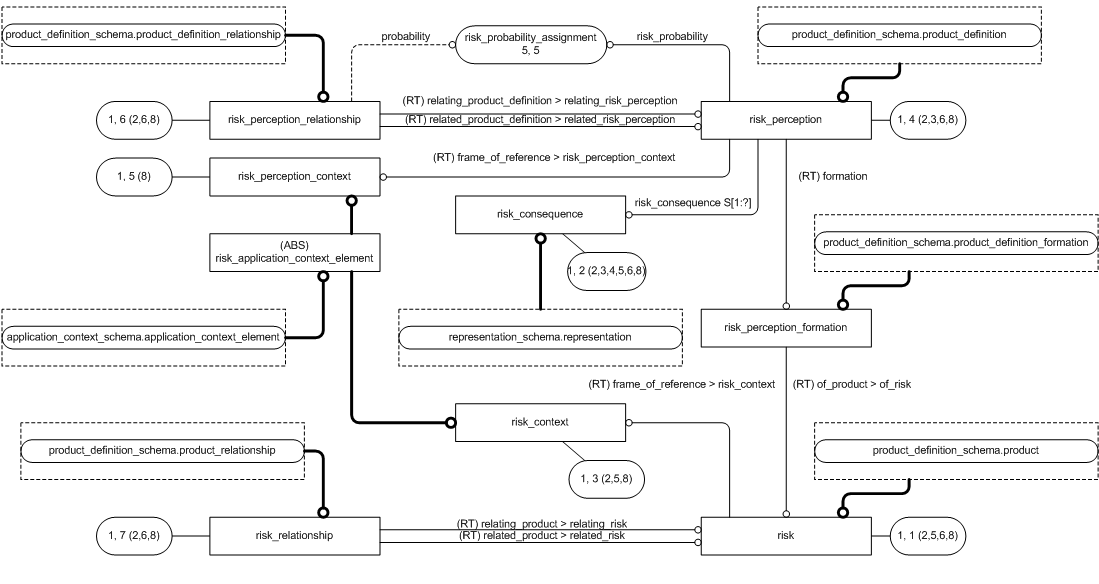 product_definition_schema.product_definition_relationship
probability
risk_probability_assignment
5, 5
risk_probability
product_definition_schema.product_definition
1, 6 (2,6,8)
risk_perception_relationship
(RT) relating_product_definition > relating_risk_perception
(RT) related_product_definition > related_risk_perception
risk_perception
1, 4 (2,3,6,8)
1, 5 (8)
risk_perception_context
(RT) frame_of_reference > risk_perception_context
(RT) formation
risk_consequence
risk_consequence S[1:?]
(ABS)
risk_application_context_element
1, 2 (2,3,4,5,6,8)
product_definition_schema.product_definition_formation
application_context_schema.application_context_element
representation_schema.representation
risk_perception_formation
(RT) frame_of_reference > risk_context
(RT) of_product > of_risk
risk_context
product_definition_schema.product_relationship
product_definition_schema.product
1, 3 (2,5,8)
1, 7 (2,6,8)
risk_relationship
(RT) relating_product > relating_risk
(RT) related_product > related_risk
risk
1, 1 (2,5,6,8)